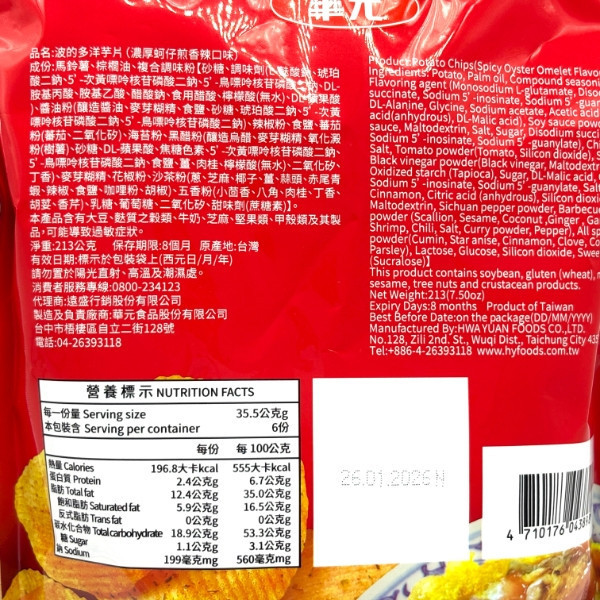 華元
品名:波的多洋芋片(濃厚蚵仔煎香辣口味)
成份:馬鈴薯、棕櫚油、複合調味粉【砂糖、調味劑(L-麩酸鈉、琥珀
酸二鈉、5'-次黃嘌呤核苷磷酸二鈉、5'-鳥嘌呤核苷磷酸二鈉、DL-
胺基丙酸、胺基乙酸、醋酸鈉、食用醋酸、檸檬酸(無水)、DL-蘋果酸
)、醬油粉(釀造醬油、麥芽糊精、食鹽、砂糖、琥珀酸二鈉、5'-次黃
嘌呤核苷磷酸二鈉、5'-鳥嘌呤核苷磷酸二鈉)、辣椒粉、食鹽、蕃茄
粉(蕃茄、二氧化矽)、海苔粉、黑醋粉(釀造烏醋、麥芽糊精、氧化澱
粉(樹薯)、砂糖、DL-蘋果酸、焦糖色素、5'-次黃嘌呤核苷磷酸二鈉、
5'-鳥嘌呤核苷磷酸二鈉、食鹽、薑、肉桂、檸檬酸(無水)、二氧化矽、
丁香)、麥芽糊精、花椒粉、沙茶粉(蔥、芝麻、椰子、薑、蒜頭、赤尾青
蝦、辣椒、食鹽、咖哩粉、胡椒)、五香粉(小茴香、八角、肉桂、丁香、
胡荽、香芹)、乳糖、葡萄糖、二氧化矽、甜味劑(蔗糖素)】。
本產品含有大豆、麩質之穀類、牛奶、芝麻、堅果類、甲殼類及其製
品,可能導致過敏症狀。
淨重:213公克 保存期限:8個月 原產地:台灣
有效日期:標示於包裝袋上(西元日/月/年)
請勿置於陽光直射、高溫及潮濕處。
消費者服務專線:0800-234123
代理商:遠盛行銷股份有限公司
製造及負責廠商:華元食品股份有限公司
台中市梧棲區自立二街128號
電話:04-26393118
Product:Potato Chips(Spicy Oyster Omelet Flavo
Ingredients: Potato, Palm oil, Compound seasoni
Flavoring agent (Monosodium L-glutamate, Diso
Succinate, Sodium 5'-inosinate, Sodium 5'-guar
DL-Alanine, Glycine, Sodium acetate, Acetic acid
acid(anhydrous), DL-Malic acid), Soy sauce powd
sauce, Maltodextrin, Salt, Sugar, Disodium succi
Sodium 5'-inosinate, Sodium 5'-guanylate), Chi
Salt, Tomato powder(Tomato, Silicon dioxide), S
Black vinegar powder(Black vinegar, Maltodext
Oxidized starch (Tapioca), Sugar, DL-Malic acid,
Sodium 5'-inosinate, Sodium 5'-guanylate, Salt
Cinnamon, Citric acid (anhydrous), Silicon dioxi
Maltodextrin, Sichuan pepper powder, Barbecue
powder (Scallion, Sesame, Coconut ,Ginger , Gar
Shrimp, Chili, Salt, Curry powder, Pepper), All sp
powder(Cumin, Star anise, Cinnamon, Clove, Co
Parsley), Lactose, Glucose, Silicon dioxide, Swee
(Sucralose)】
This product contains soybean, gluten (wheat), m
sesame, tree nuts and crustacean products.
Net Weight:213(7.50oz)
Expiry Days:8 months Product of Taiwan
Best Before Date:on the package(DD/MM/YYYY)
Manufactured By:HWA YUAN FOODS CO.,LTD.
No.128, Zili 2nd. St., Wuqi Dist., Taichung City 435
Tel:+886-4-26393118 www.hyfoods.com.tw
營養標示 NUTRITION FACTS
每一份量 Serving size 35.5公克g
本包裝含 Serving per container 6份
每份 每 100公克
熱量 Calories 196.8大卡kcal 555大卡kcal
蛋白質 Protein 2.4公克g 6.7公克g
脂肪 Total fat 12.4公克g 35.0公克g
飽和脂肪 Saturated fat 5.9公克g 16.5公克g
反式脂肪 Trans fat 0公克g 0公克g
碳水化合物 Total carbohydrate 18.9公克g 53.3公克g
糖 Sugar 1.1公克g 3.1公克g
鈉 Sodium 199毫克mg 560毫克mg
26.01.2026 N
4 710176 04381